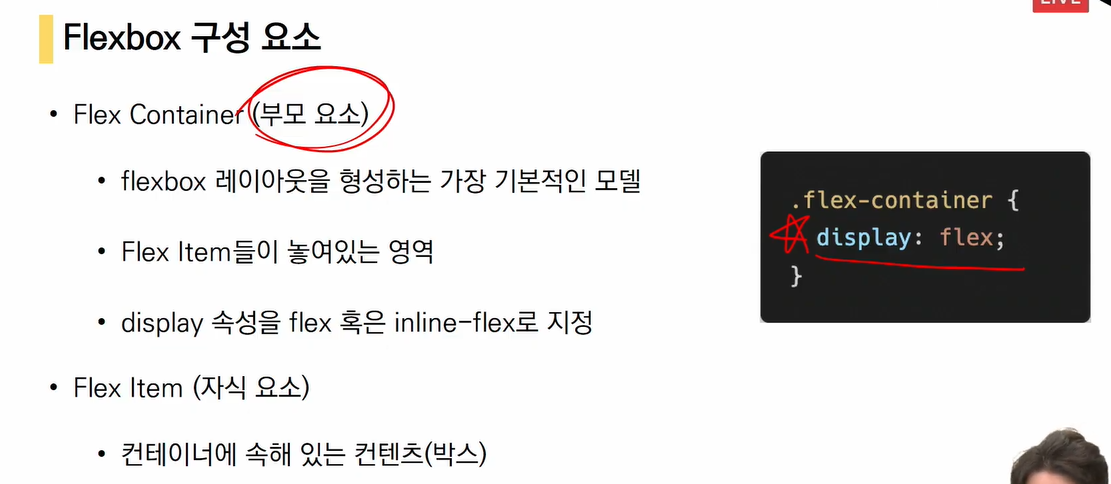 LIVE
Flexbox 구성 요소
• Flex Container (부모 요소)
• flexbox 레이아웃을 형성하는 가장 기본적인 모델
• Flex Item들이 놓여있는 영역
• display 속성을 flex 혹은 inline-flex로 지정
• Flex Item (자식 요소)
• 컨테이너에 속해 있는 컨텐츠(박스)
.flex-container {
display: flex;
}